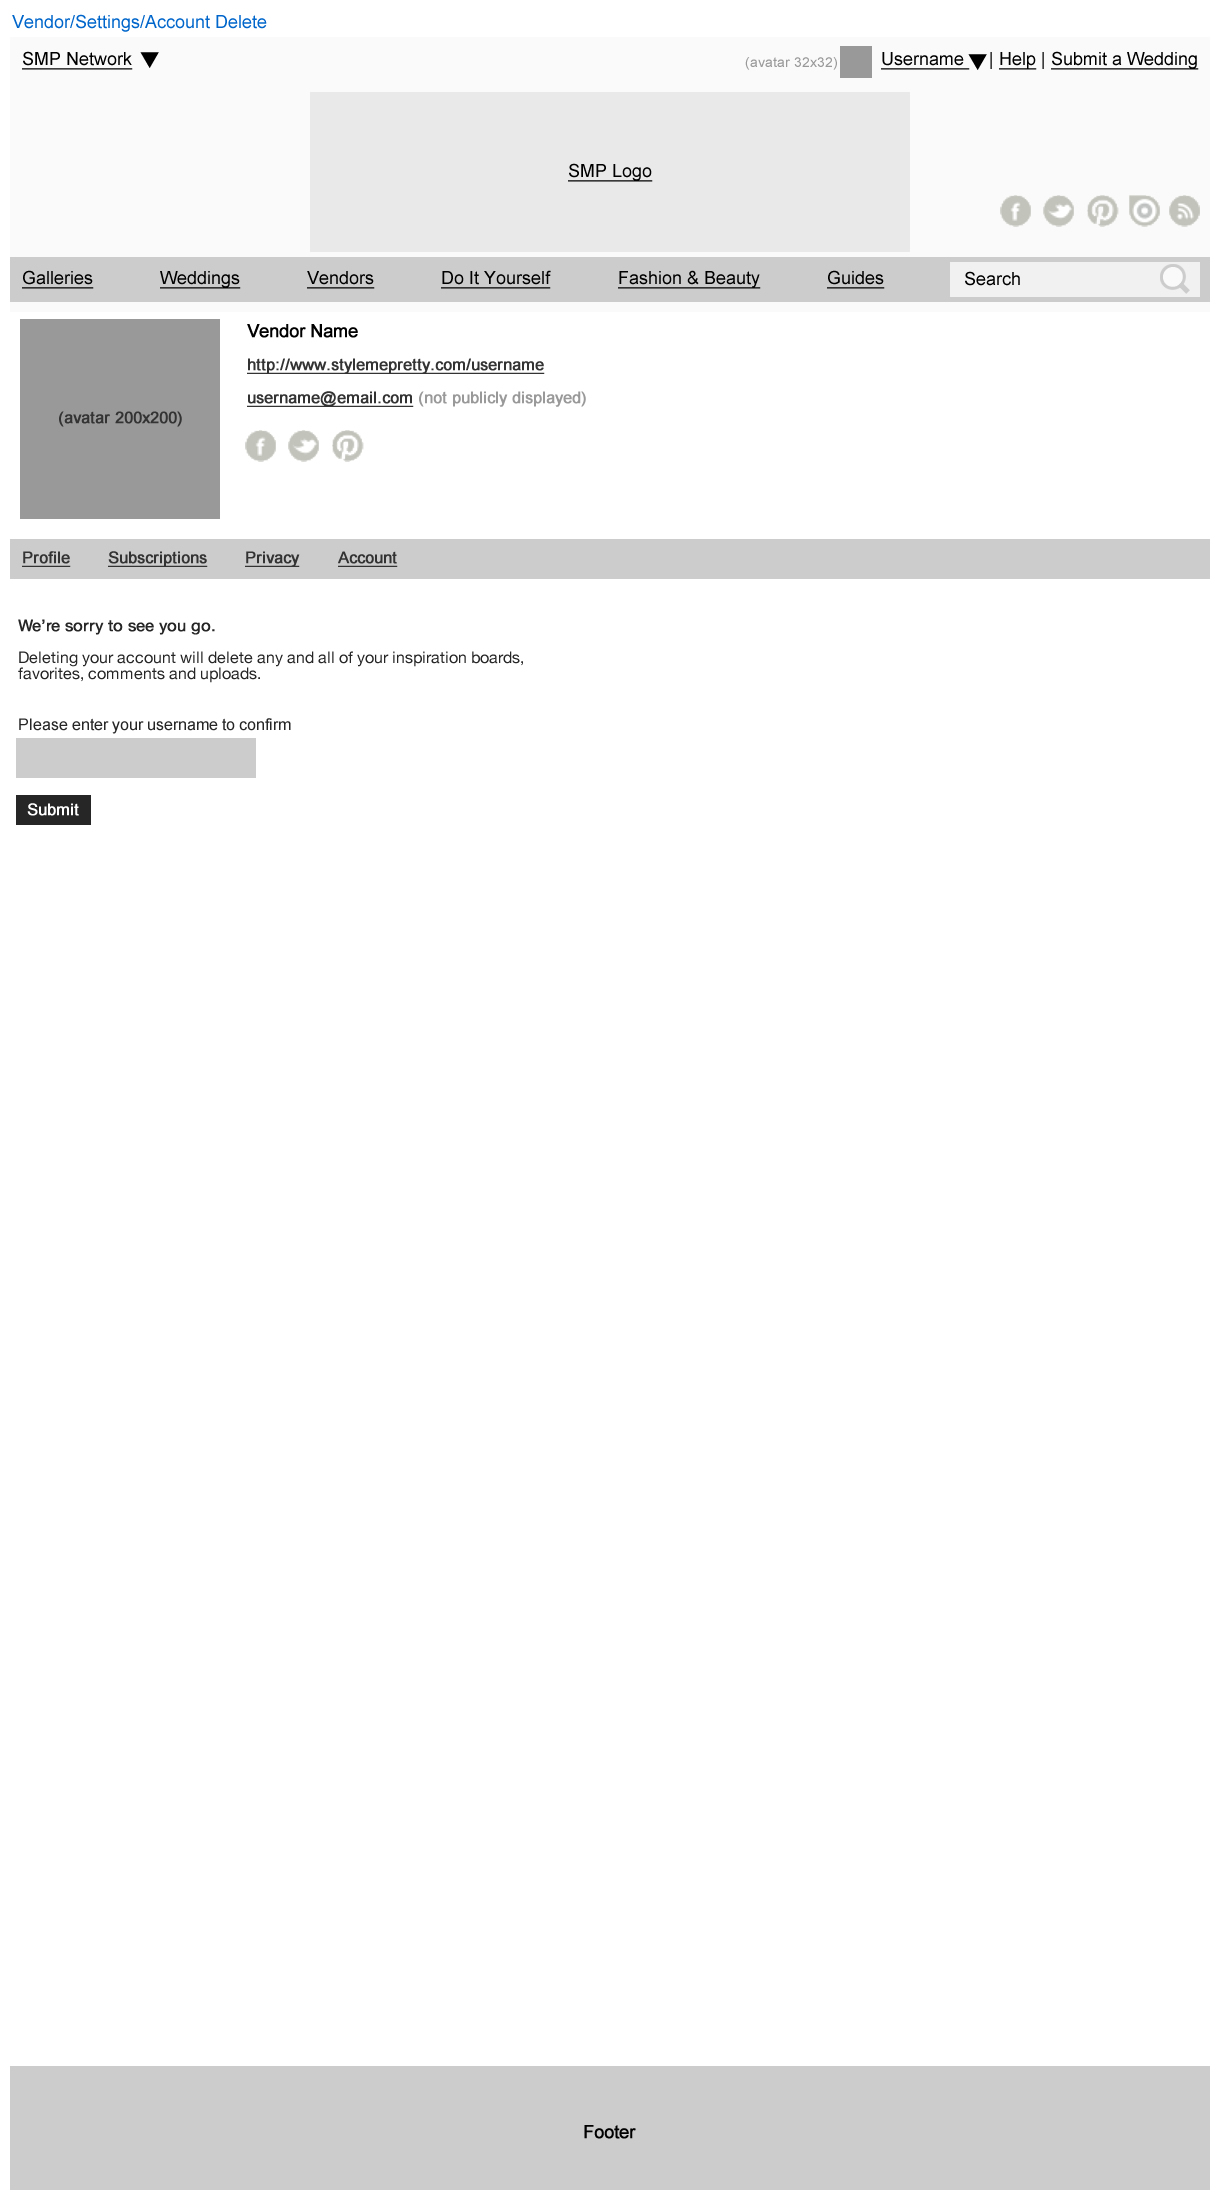 Vendor/Settings/Account Delete
SMP Network
(avatar 32x32) Username | Help | Submit a Wedding
SMP Logo
Galleries Weddings Vendors Do It Yourself Fashion & Beauty Guides Search
Vendor Name
http://www.stylemepretty.com/username
username@email.com (not publicly displayed)
(avatar 200x200)
Profile Subscriptions Privacy Account
We're sorry to see you go.
Deleting your account will delete any and all of your inspiration boards,
favorites, comments and uploads.
Please enter your username to confirm
Submit
Footer